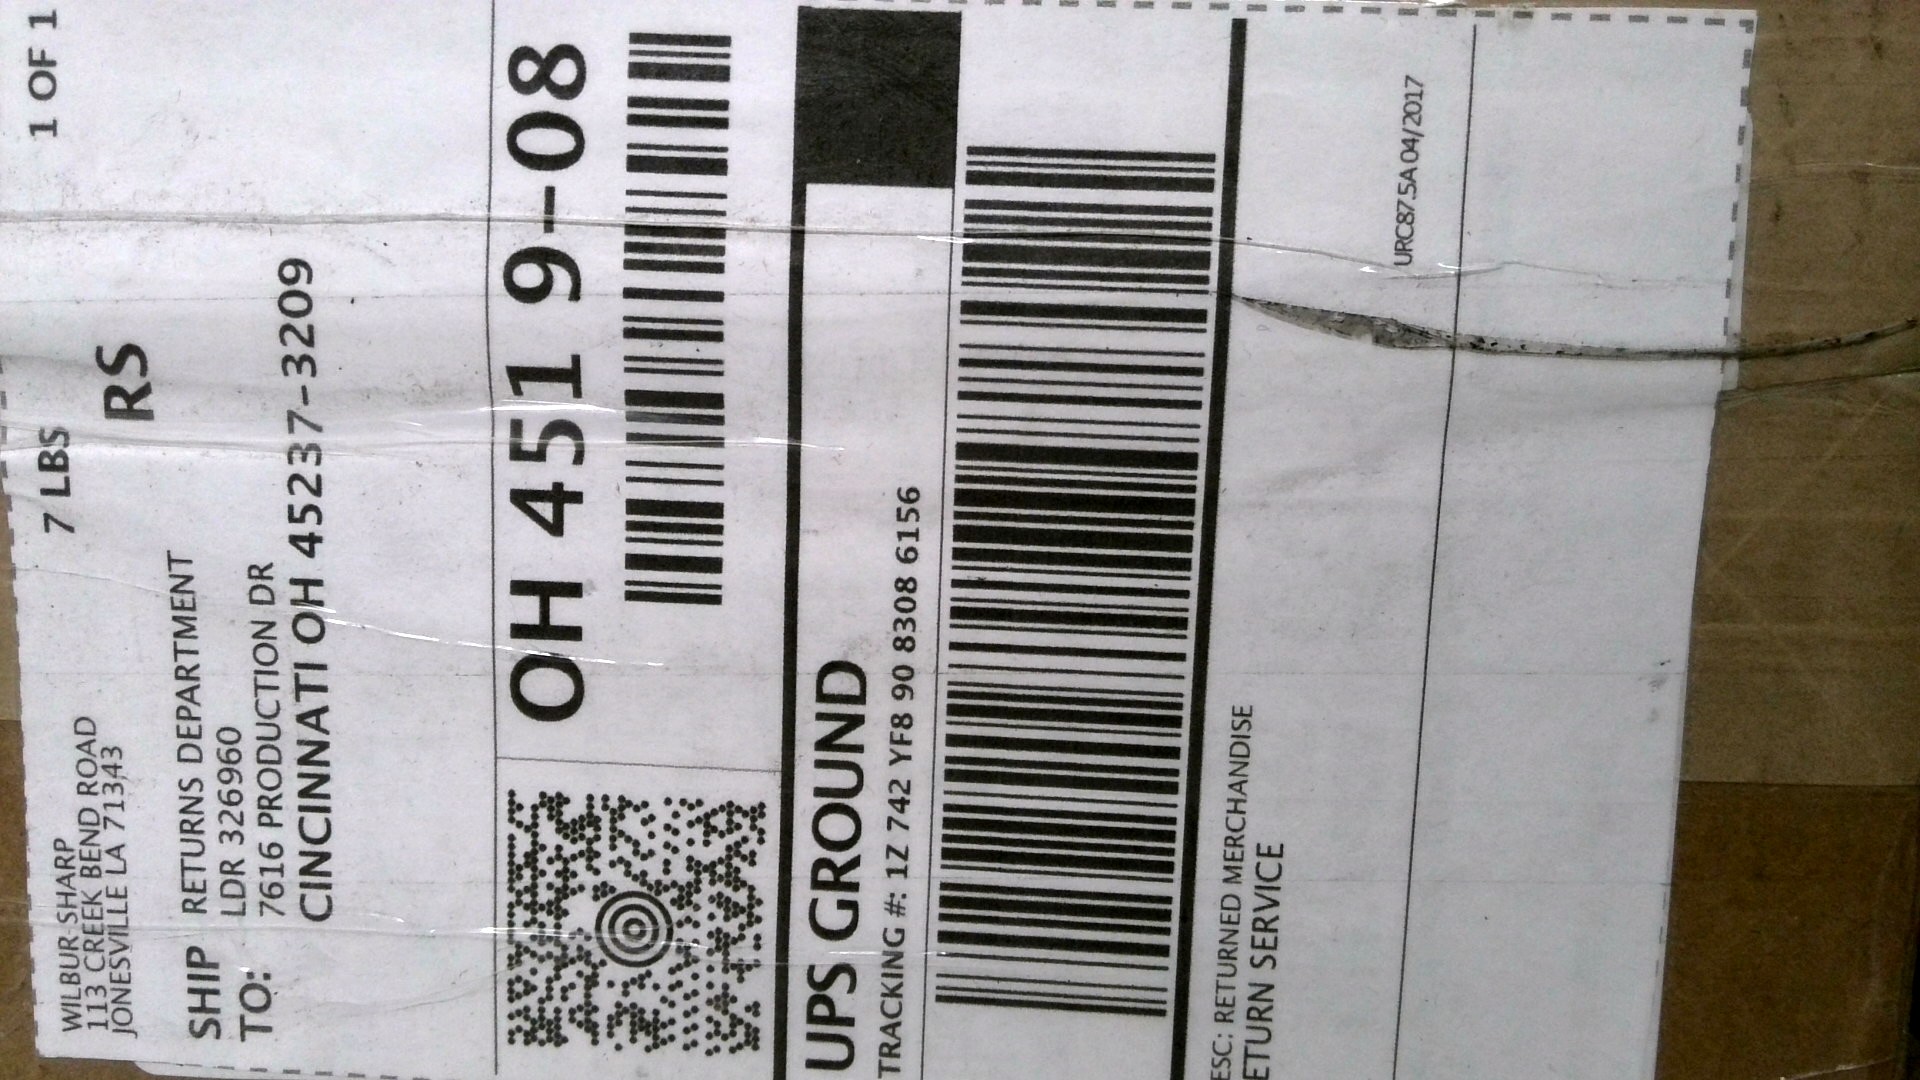 WILBUR SHARP
113 CREEK BEND ROAD
JONESVILLE LA 71343
7 LBS
1 OF 1
RS
SHIP TO:
RETURNS DEPARTMENT
LDR 326960
7616 PRODUCTION DR
CINCINNATI OH 45237-3209
OH 451 9-08
UPS GROUND
TRACKING #: 1Z 742 YF8 90 8308 6156
ESC: RETURNED MERCHANDISE
ETURN SERVICE
URC87.5A 04/2017